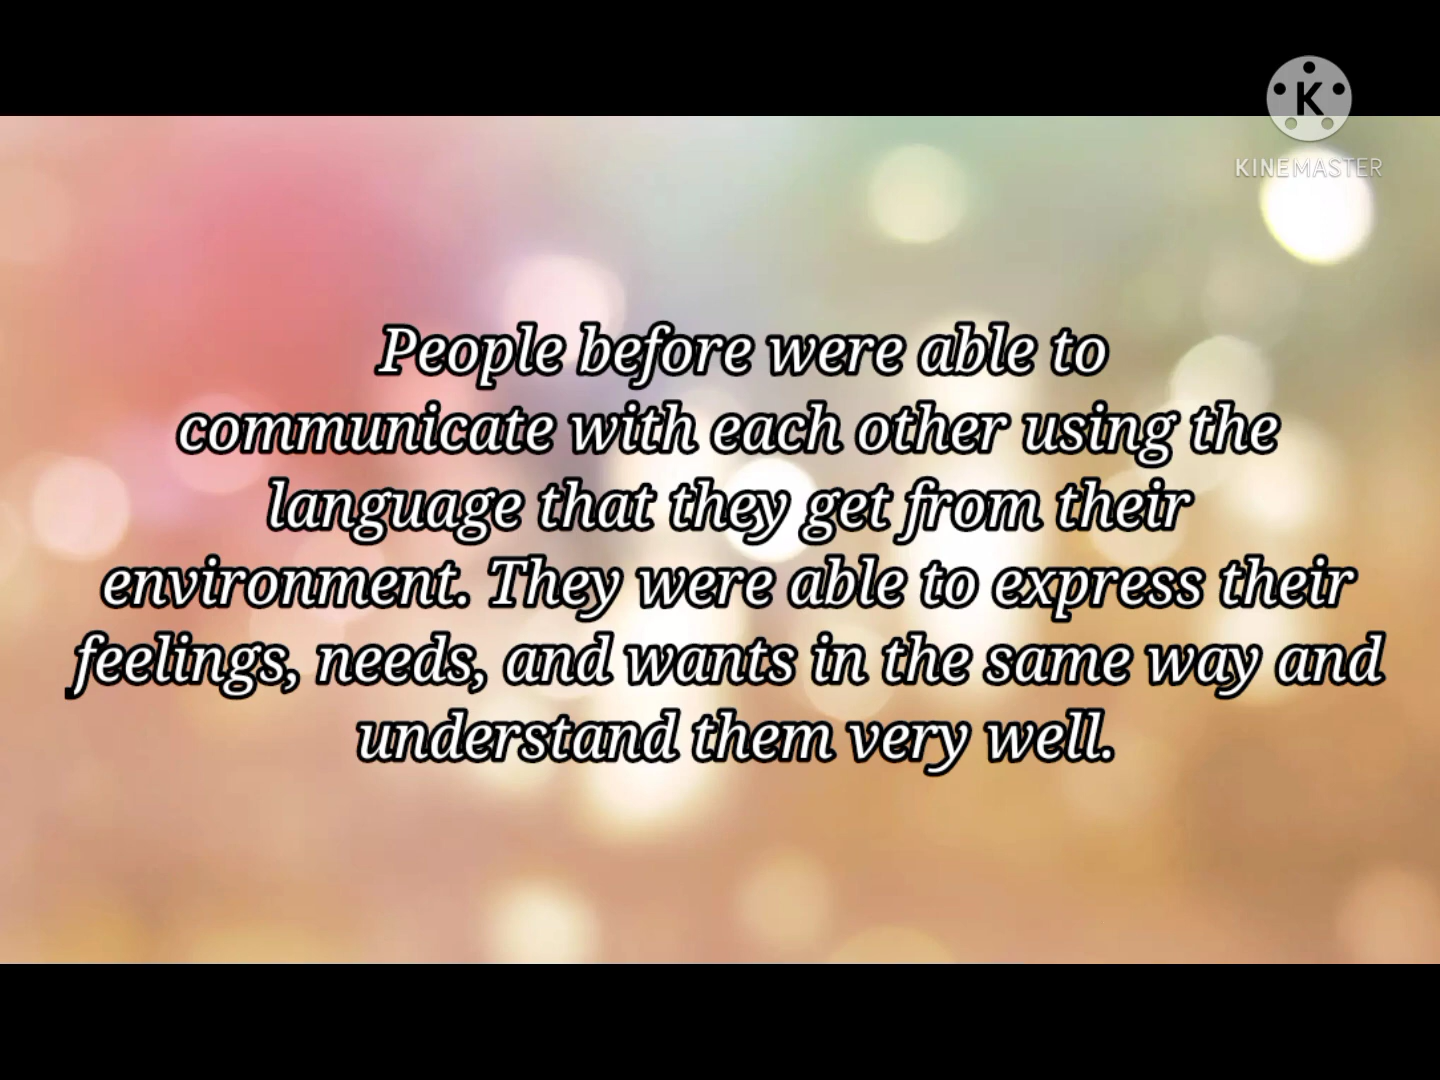 KINEMASTER
People before were able to
communicate with each other using the
language that they get from their
environment. They were able to express their
feelings, needs, and wants in the same way and
understand them very well.